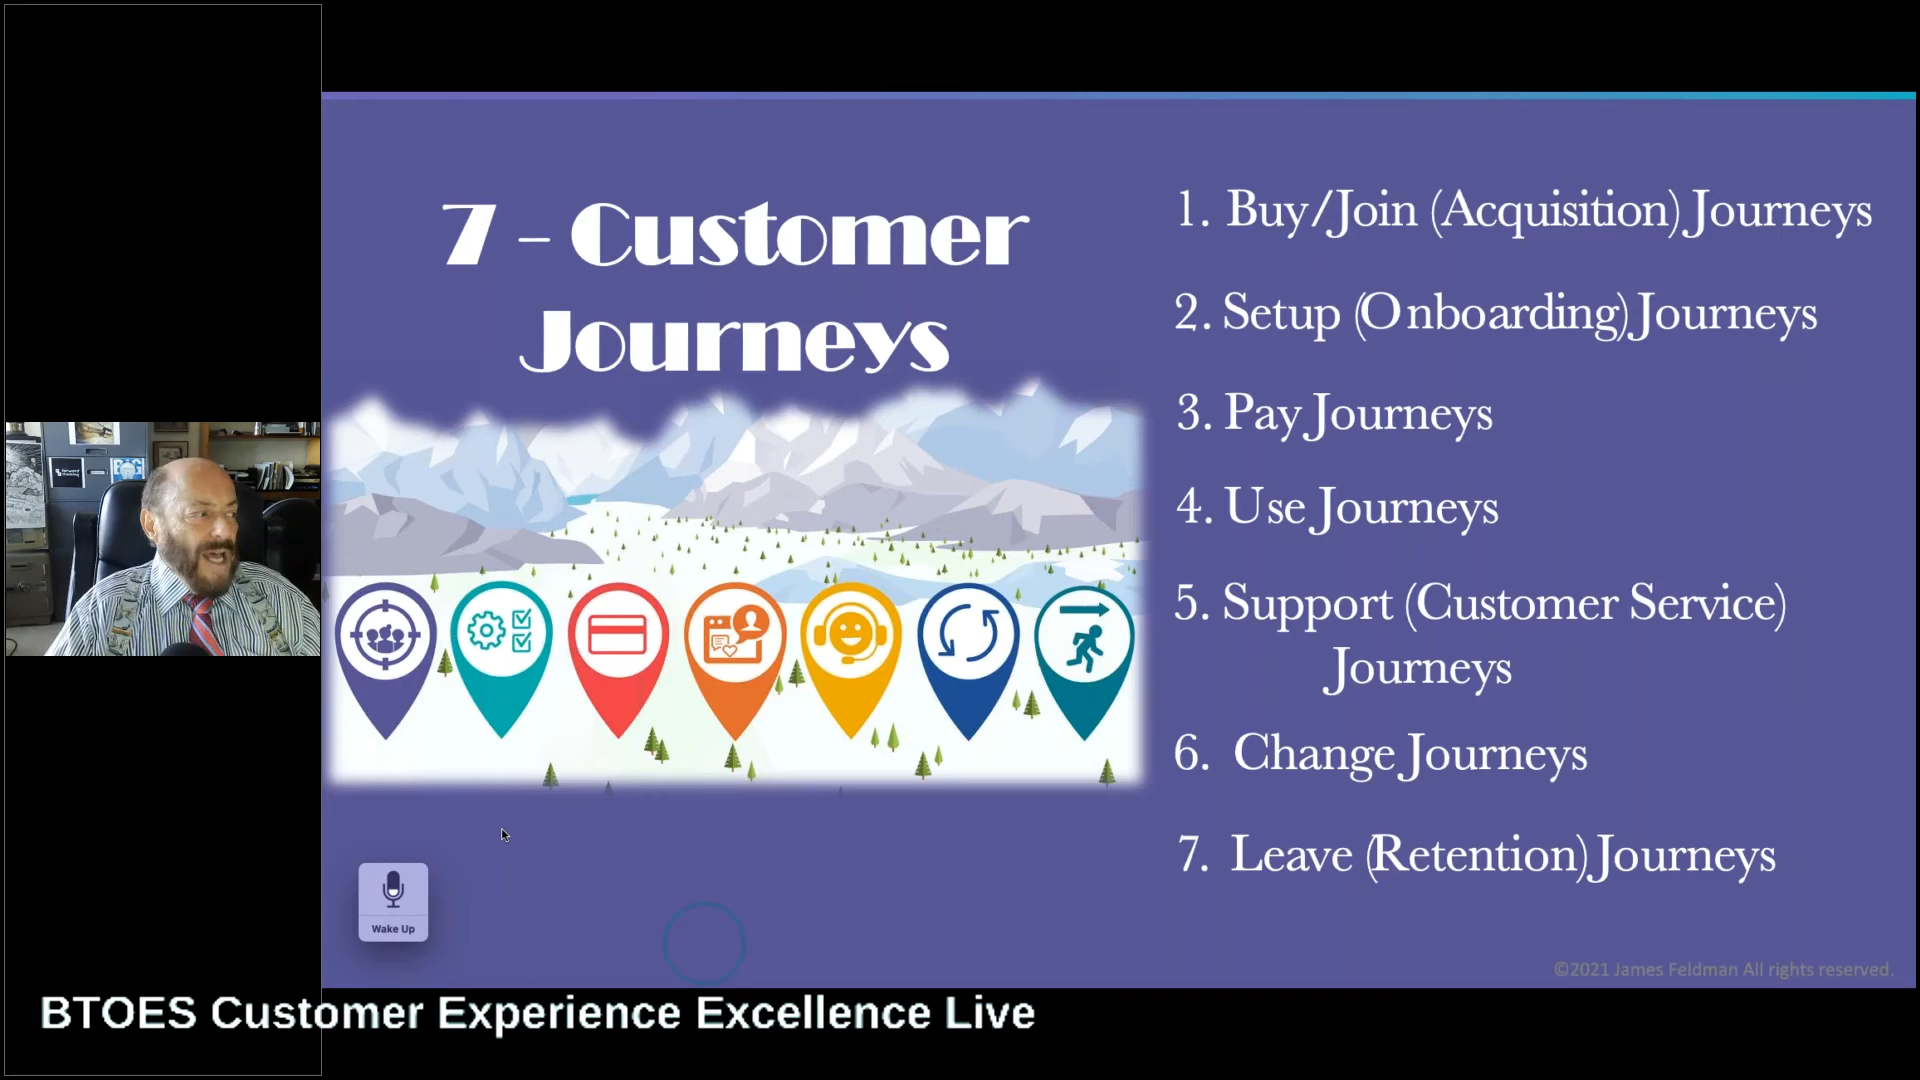 7 – Customer
Journeys
1. Buy/Join (Acquisition) Journeys
2. Setup (Onboarding) Journeys
3. Pay Journeys
4. Use Journeys
5. Support (Customer Service)
Journeys
6. Change Journeys
7. Leave (Retention) Journeys
Wake Up
©2021 James Feldman All rights reserved.
BTOES Customer Experience Excellence Live